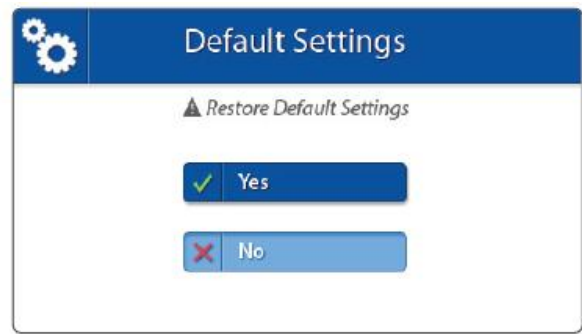 Default Settings
Restore Default Settings
Yes
No